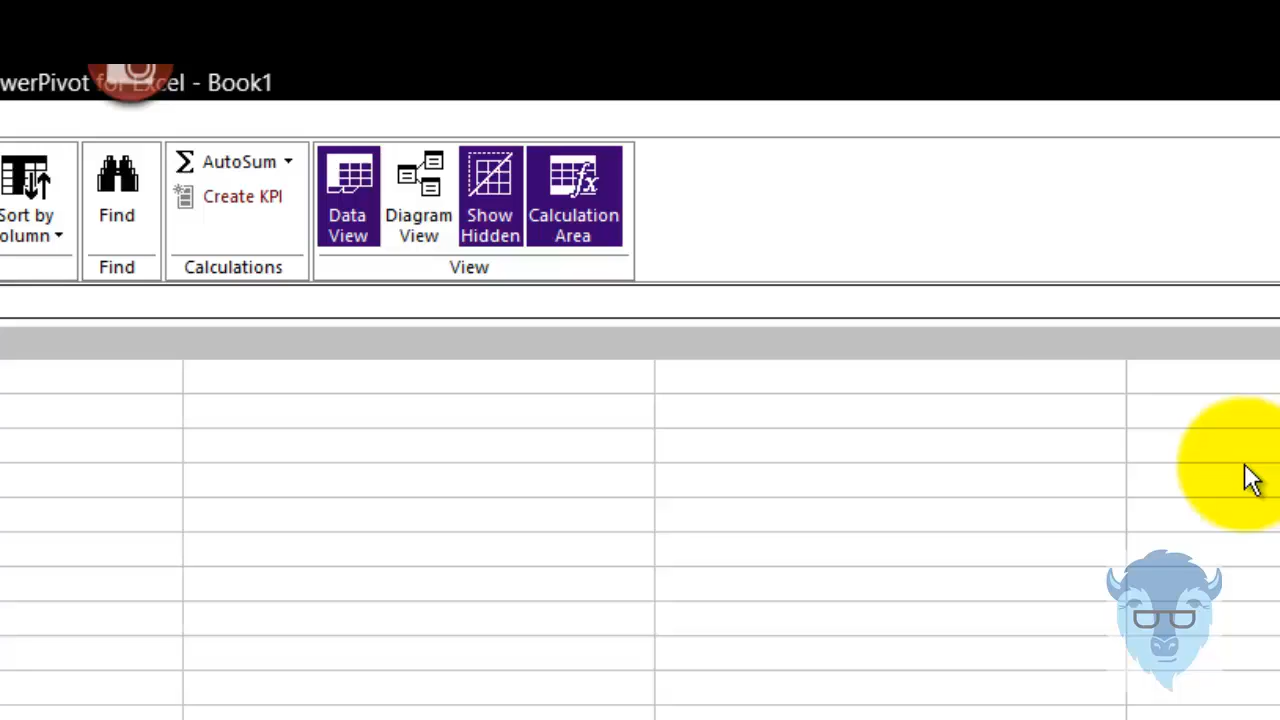 werPivot for Excel - Book1
Sort by
olumn
Find
Find
AutoSum
Create KPI
Calculations
Data
View
Diagram
View
Show
Hidden
Calculation
Area
View